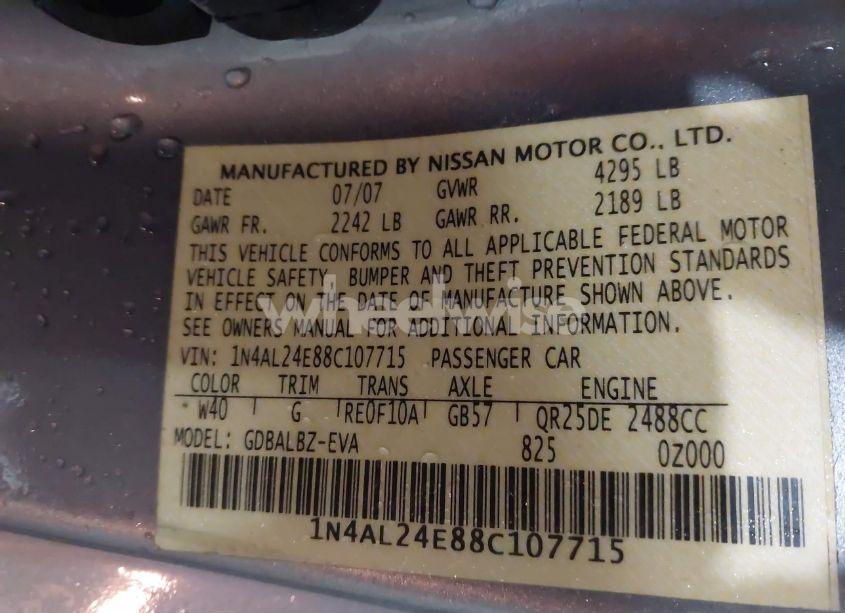 MANUFACTURED BY NISSAN MOTOR CO., LTD.
DATE 07/07 GVWR 4295 LB
GAWR FR. 2242 LB GAWR RR. 2189 LB
THIS VEHICLE CONFORMS TO ALL APPLICABLE FEDERAL MOTOR
VEHICLE SAFETY, BUMPER AND THEFT PREVENTION STANDARDS
IN EFFECT ON THE DATE OF MANUFACTURE SHOWN ABOVE.
SEE OWNERS MANUAL FOR ADDITIONAL INFORMATION.
VIN: 1N4AL24E88C107715 PASSENGER CAR
COLOR TRIM TRANS AXLE ENGINE
W40 G RE0F10A GB57 QR25DE 2488CC
MODEL: GDBALBZ-EVA 825 0Z000
1N4AL24E88C107715